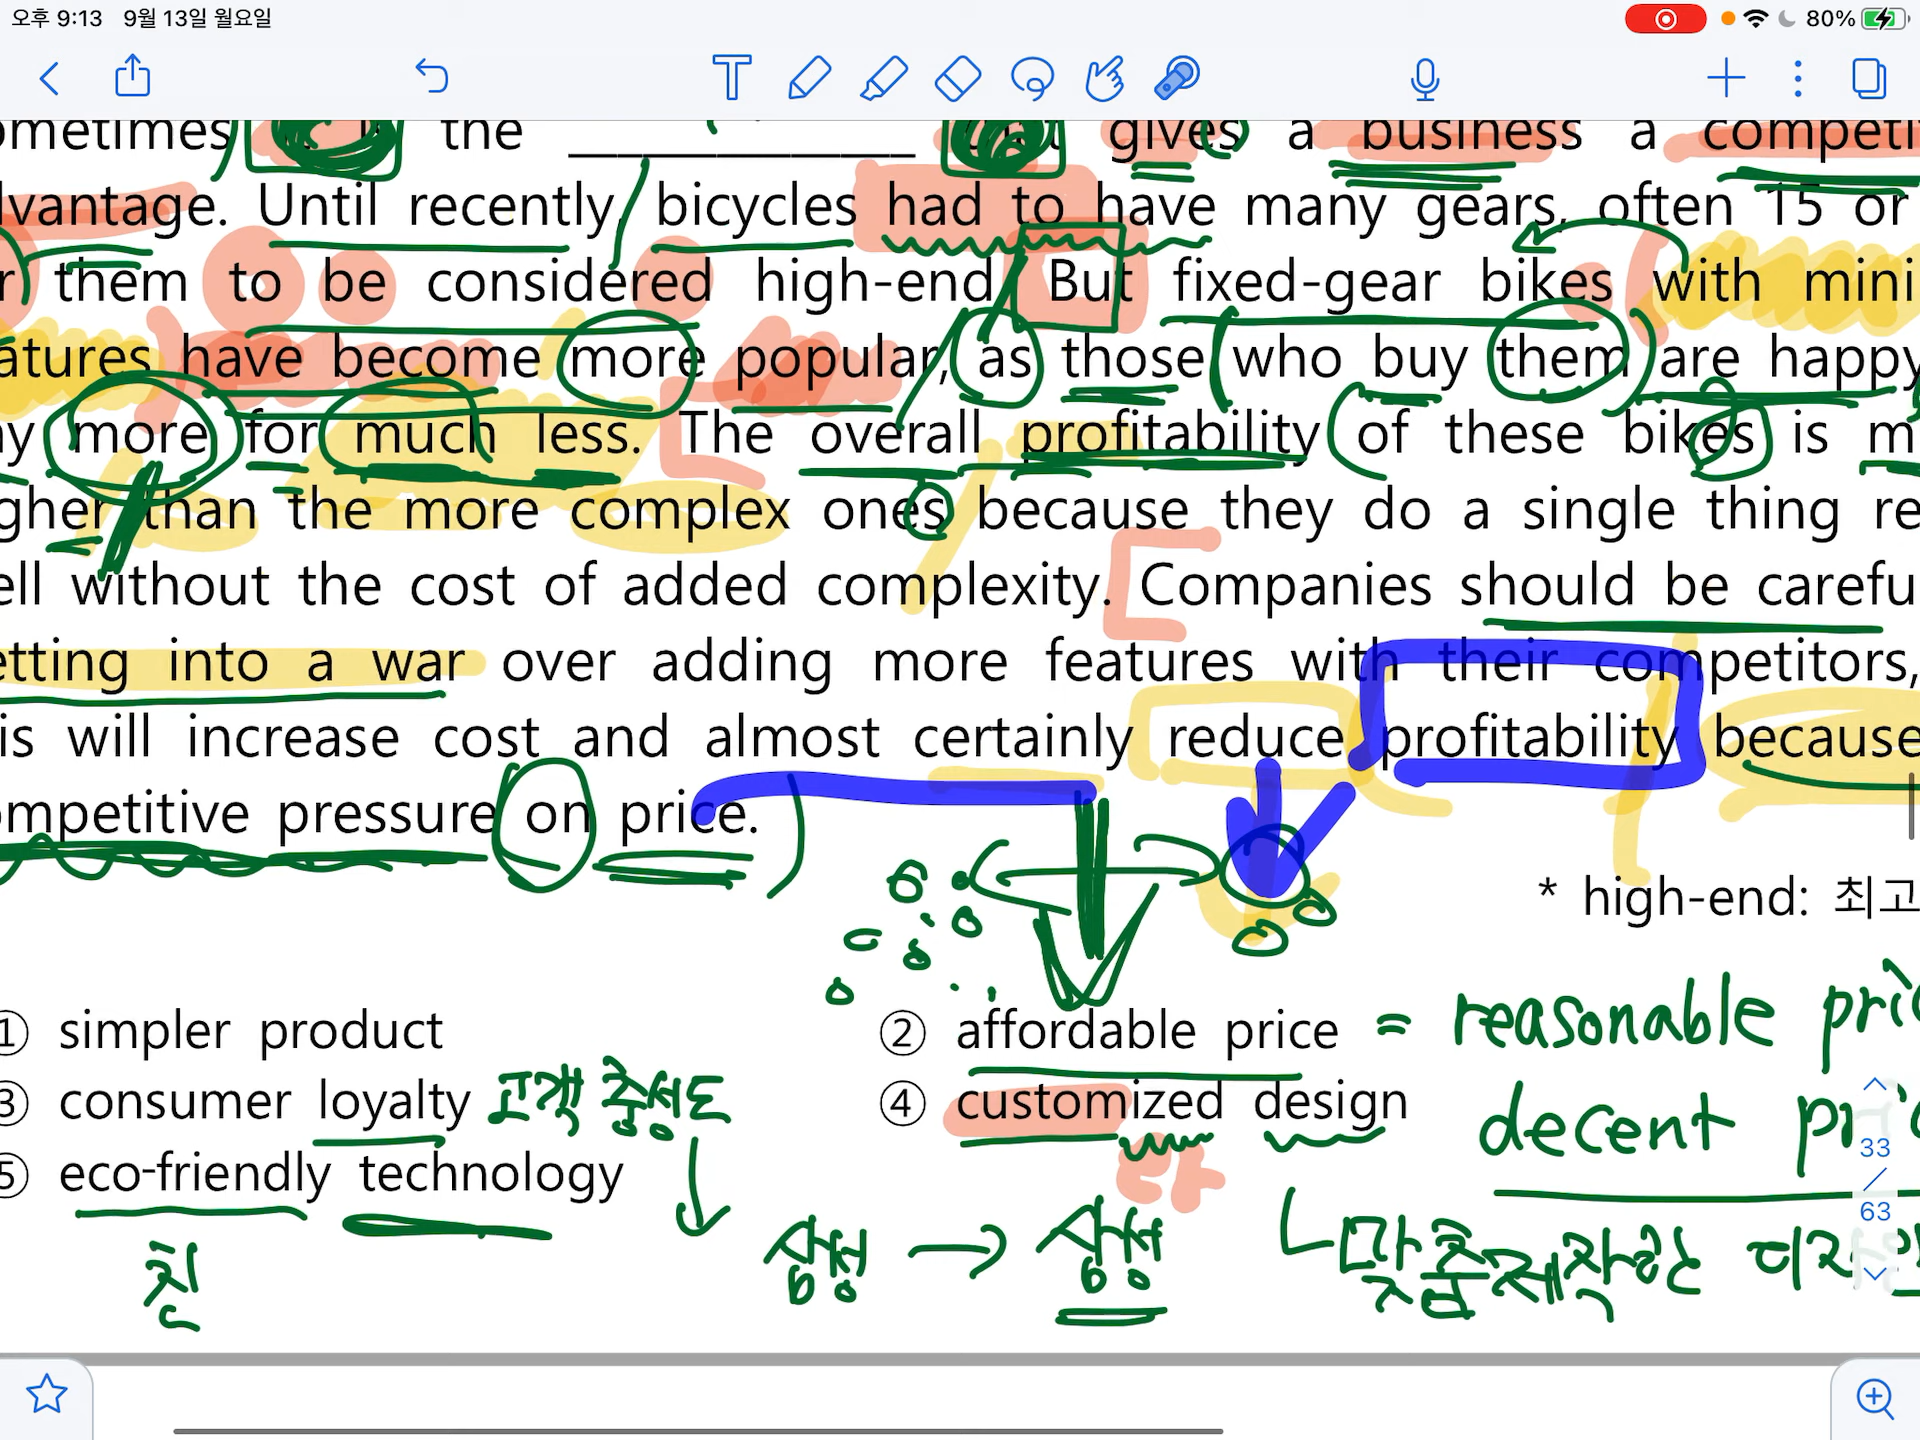 오후 9:13 9월 13일 월요일 80%
ometimes the ______________ gives a business a competi
lvantage. Until recently, bicycles had to have many gears, often 15 or
r them to be considered high-end. But fixed-gear bikes with mini
atures have become more popular, as those who buy them are happy
ay more for much less. The overall profitability of these bikes is m
gher than the more complex ones because they do a single thing re
ell without the cost of added complexity. Companies should be carefu
etting into a war over adding more features with their competitors,
is will increase cost and almost certainly reduce profitability because
ompetitive pressure on price.
* high-end: 최고
① simpler product ② affordable price = reasonable pri
③ consumer loyalty 고객 충성도 ④ customized design decent pri
⑤ eco-friendly technology
친 삼성 → 삼성 맞춤제작한 디자인
33
/
63